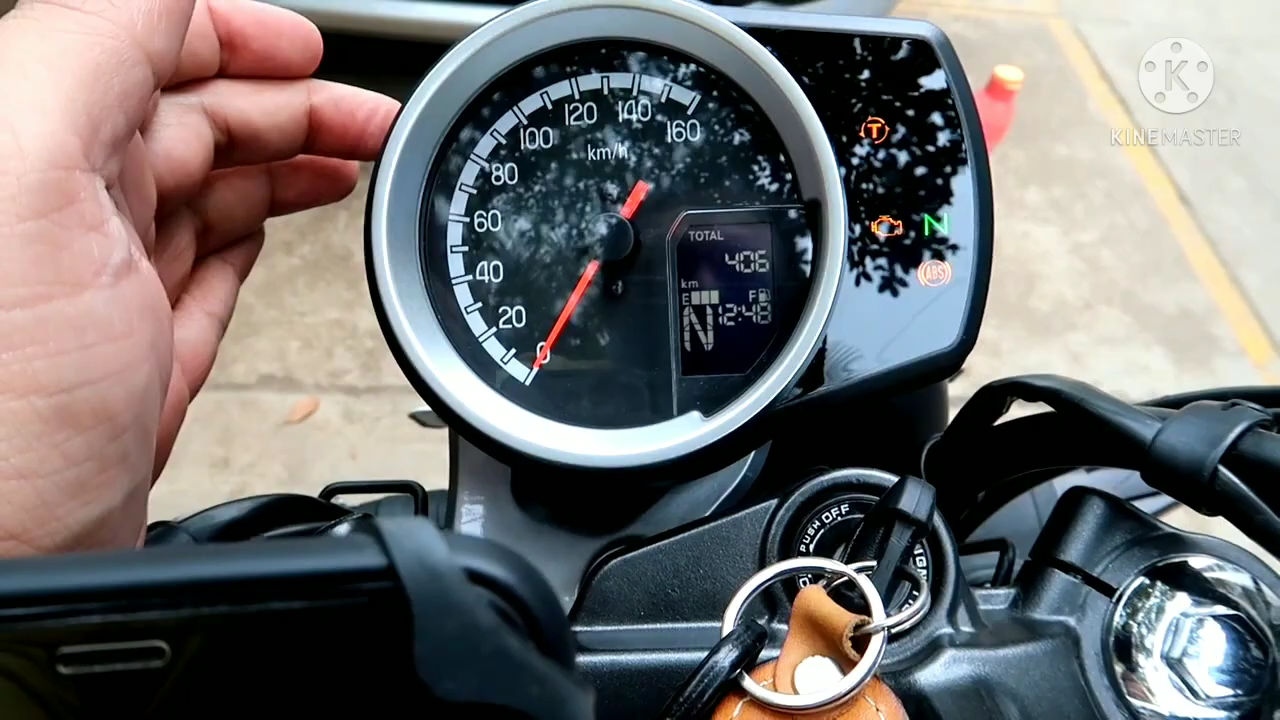 0
20
40
60
80
100
120
140
160
km/h
TOTAL
406
km
E F
12:48
N
T
N
ABS
K
KINEMASTER
PUSH OFF